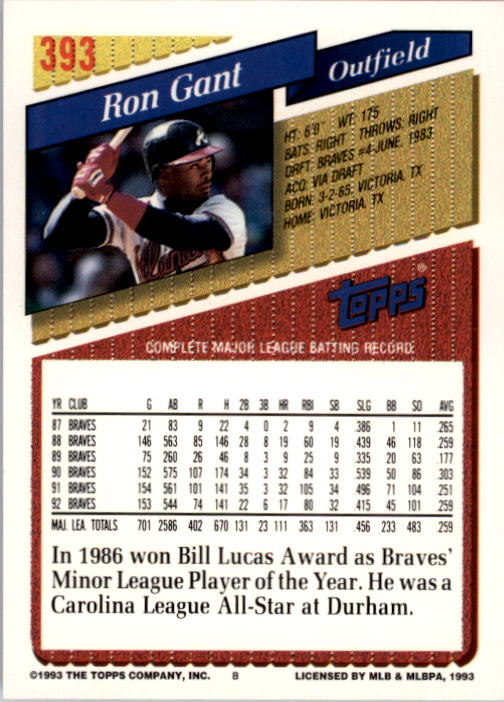 393
Ron Gant
Outfield
HT: 6'0" WT: 175
BATS: RIGHT THROWS: RIGHT
DRFT: BRAVES #4-JUNE, 1983
ACQ: VIA DRAFT
BORN: 3-2-65, VICTORIA, TX
HOME: VICTORIA, TX
Topps®
COMPLETE MAJOR LEAGUE BATTING RECORD
YR CLUB G AB R H 2B 3B HR RBI SB SLG BB SO AVG
87 BRAVES 21 83 9 22 4 0 2 9 4 .386 1 11 .265
88 BRAVES 146 563 85 146 28 8 19 60 19 .439 46 118 .259
89 BRAVES 75 260 26 46 8 3 9 25 9 .335 20 63 .177
90 BRAVES 152 575 107 174 34 3 32 84 33 .539 50 86 .303
91 BRAVES 154 561 101 141 35 3 32 105 34 .496 71 104 .251
92 BRAVES 153 544 74 141 22 6 17 80 32 .415 45 101 .259
MAJ. LEA. TOTALS 701 2586 402 670 131 23 111 363 131 .456 233 483 .259
In 1986 won Bill Lucas Award as Braves'
Minor League Player of the Year. He was a
Carolina League All-Star at Durham.
©1993 THE TOPPS COMPANY, INC. B LICENSED BY MLB & MLBPA, 1993